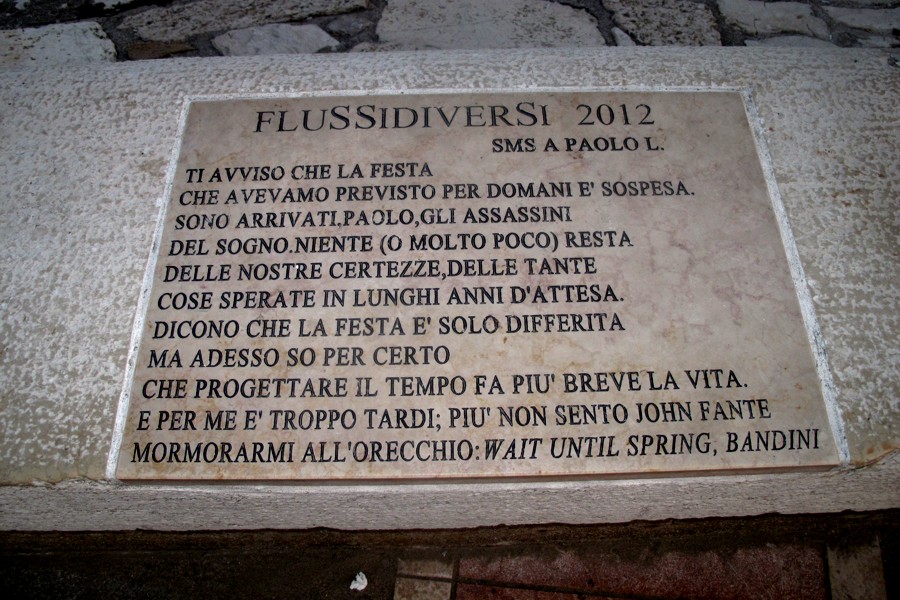 FLUSSIDIVERSI 2012
SMS A PAOLO L.
TI AVVISO CHE LA FESTA
CHE AVEVAMO PREVISTO PER DOMANI E' SOSPESA.
SONO ARRIVATI,PAOLO,GLI ASSASSINI
DEL SOGNO.NIENTE (O MOLTO POCO) RESTA
DELLE NOSTRE CERTEZZE,DELLE TANTE
COSE SPERATE IN LUNGHI ANNI D'ATTESA.
DICONO CHE LA FESTA E' SOLO DIFFERITA
MA ADESSO SO PER CERTO
CHE PROGETTARE IL TEMPO FA PIU' BREVE LA VITA.
E PER ME E' TROPPO TARDI; PIU' NON SENTO JOHN FANTE
MORMORARMI ALL'ORECCHIO:WAIT UNTIL SPRING, BANDINI